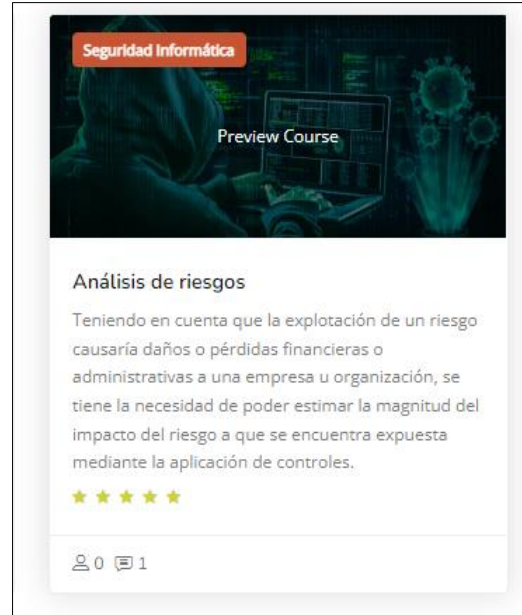 Seguridad Informática
Preview Course
Análisis de riesgos
Teniendo en cuenta que la explotación de un riesgo
causaría daños o pérdidas financieras o
administrativas a una empresa u organización, se
tiene la necesidad de poder estimar la magnitud del
impacto del riesgo a que se encuentra expuesta
mediante la aplicación de controles.
0 1